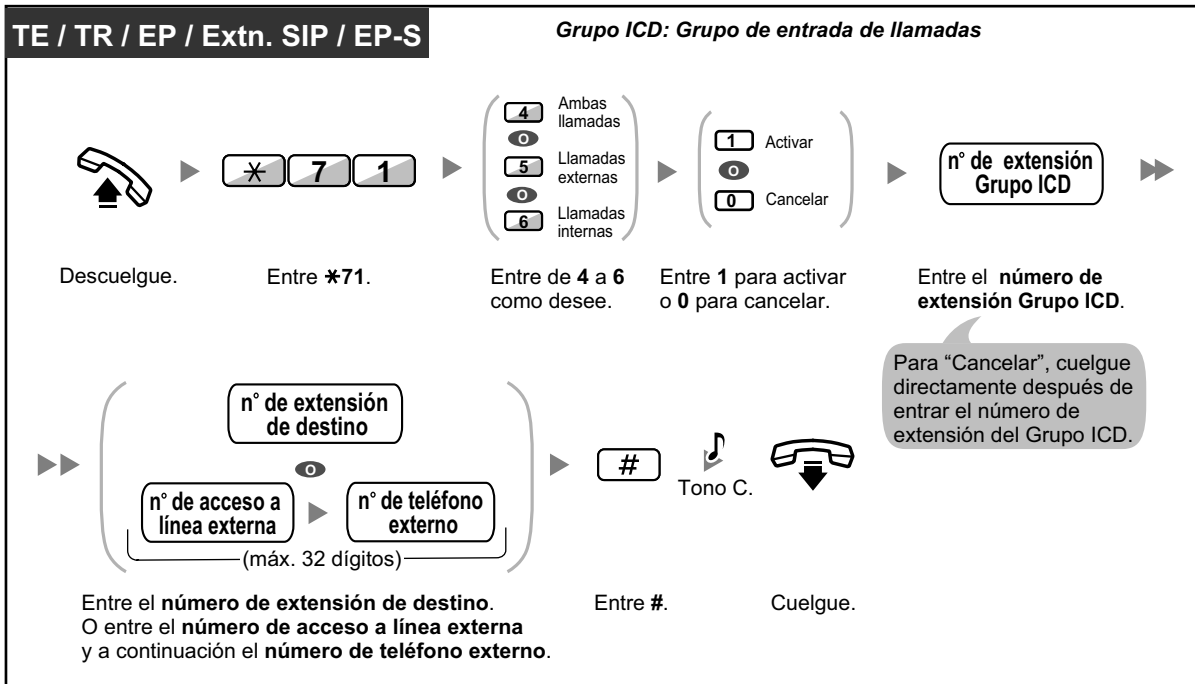 TE / TR / EP / Extn. SIP / EP-S
Grupo ICD: Grupo de entrada de llamadas
7 1
4 Ambas llamadas
o
5 Llamadas externas
o
6 Llamadas internas
1 Activar
o
0 Cancelar
n° de extensión
Grupo ICD
Descuelgue.
Entre *71.
Entre de 4 a 6
como desee.
Entre 1 para activar
o 0 para cancelar.
Entre el número de
extensión Grupo ICD.
Para “Cancelar”, cuelgue
directamente después de
entrar el número de
extensión del Grupo ICD.
n° de extensión
de destino
o
n° de acceso a
línea externa
n° de teléfono
externo
(máx. 32 dígitos)
#
Tono C.
Entre el número de extensión de destino.
O entre el número de acceso a línea externa
y a continuación el número de teléfono externo.
Entre #.
Cuelgue.